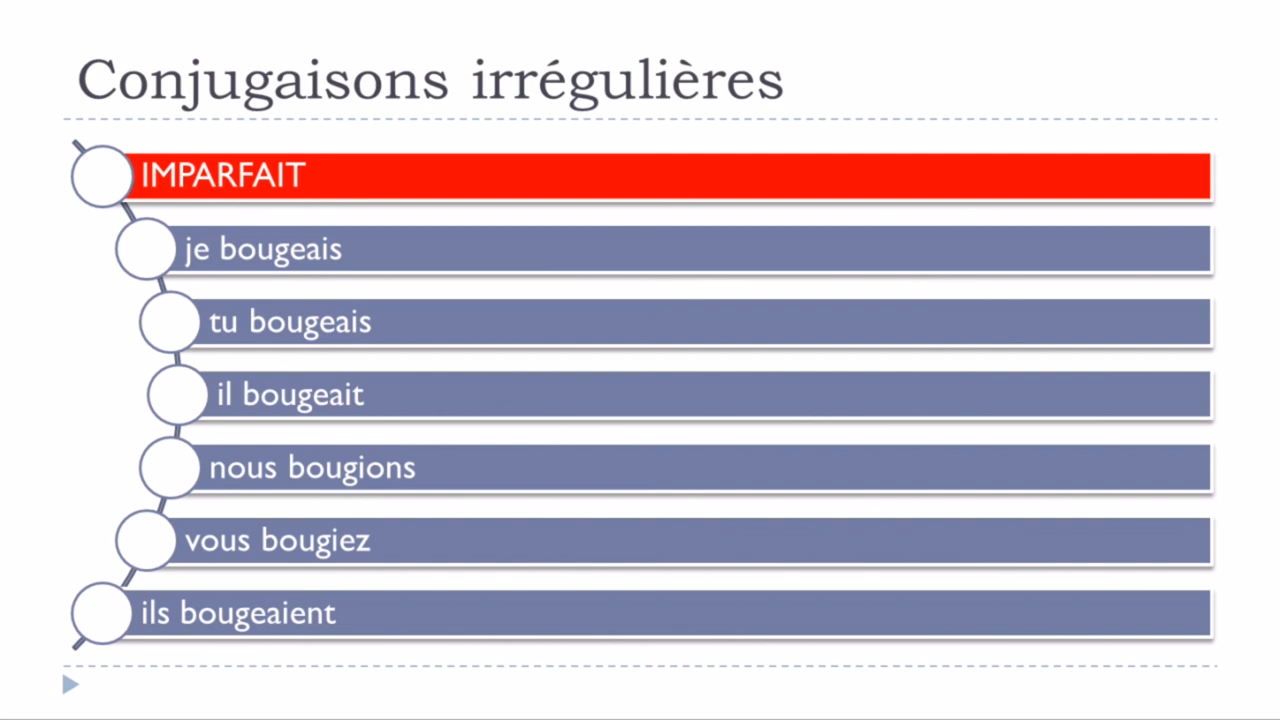 Conjugaisons irrégulières
IMPARFAIT
je bougeais
tu bougeais
il bougeait
nous bougions
vous bougiez
ils bougeaient